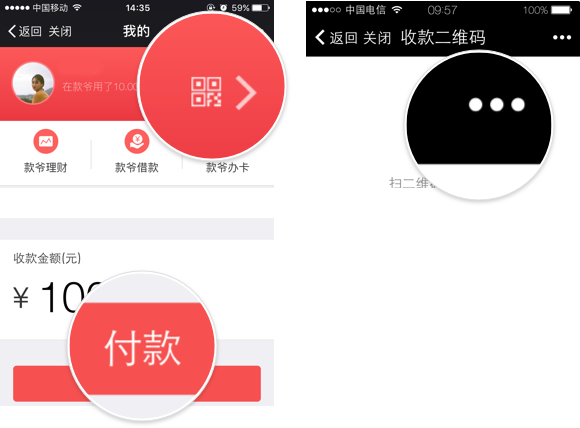 中国移动 14:35 59%
返回 关闭 我的
在款爷用了10.00
款爷理财 款爷借款 款爷办卡
收款金额(元)
¥ 100
付款
中国电信 09:57 100%
返回 关闭 收款二维码
扫二维